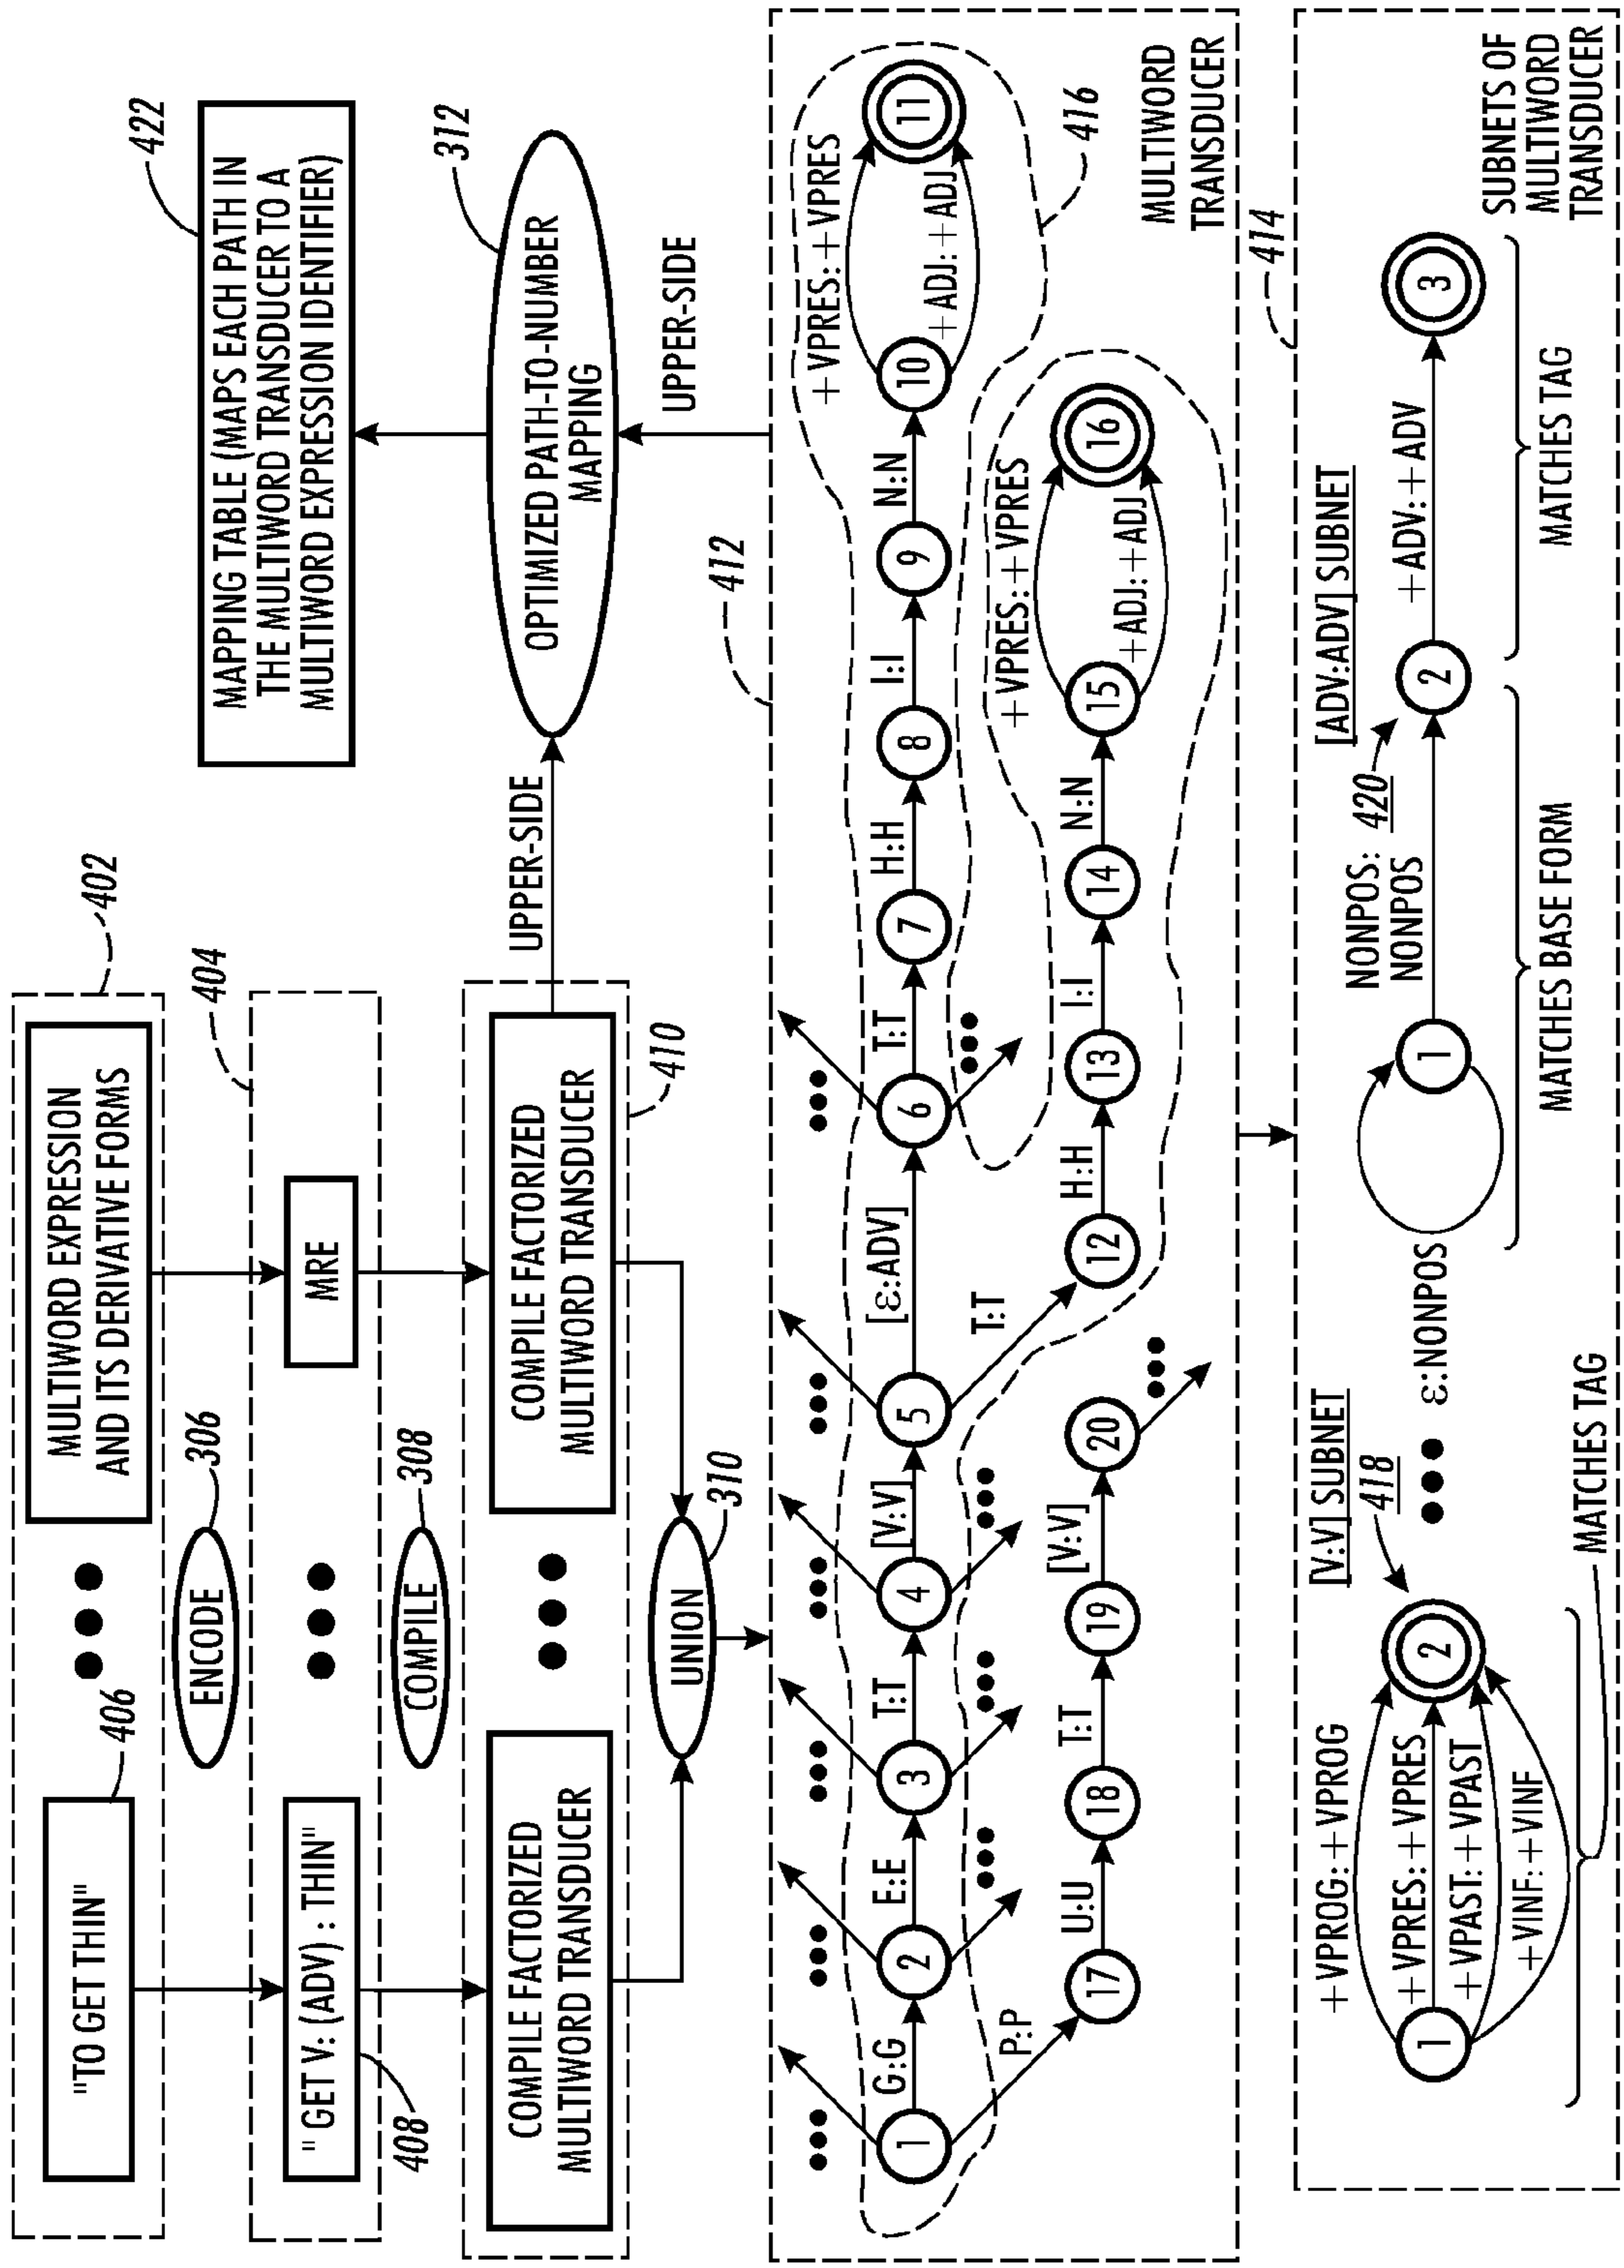 402
"TO GET THIN"
406
MULTIWORD EXPRESSION
AND ITS DERIVATIVE FORMS
ENCODE
306
404
"GET V: (ADV) : THIN"
408
MRE
COMPILE
308
COMPILE FACTORIZED
MULTIWORD TRANSDUCER
COMPILE FACTORIZED
MULTIWORD TRANSDUCER
410
UNION
310
UPPER-SIDE
422
MAPPING TABLE (MAPS EACH PATH IN
THE MULTIWORD TRANSDUCER TO A
MULTIWORD EXPRESSION IDENTIFIER)
312
OPTIMIZED PATH-TO-NUMBER
MAPPING
UPPER-SIDE
412
1
G:G
2
E:E
3
T:T
4
[V:V]
5
[ε:ADV]
6
T:T
7
H:H
8
I:I
9
N:N
10
+VPRES:+VPRES
+ADJ:+ADJ
11
T:T
12
H:H
13
I:I
14
N:N
15
+VPRES:+VPRES
+ADJ:+ADJ
16
416
P:P
17
U:U
18
T:T
19
[V:V]
20
MULTIWORD
TRANSDUCER
414
[V:V] SUBNET
418
1
+VPROG:+VPROG
+VPRES:+VPRES
+VPAST:+VPAST
+VINF:+VINF
2
MATCHES TAG
[ADV:ADV] SUBNET
420
ε:NONPOS
1
NONPOS:
NONPOS
2
+ADV:+ADV
3
MATCHES BASE FORM
MATCHES TAG
SUBNETS OF
MULTIWORD
TRANSDUCER